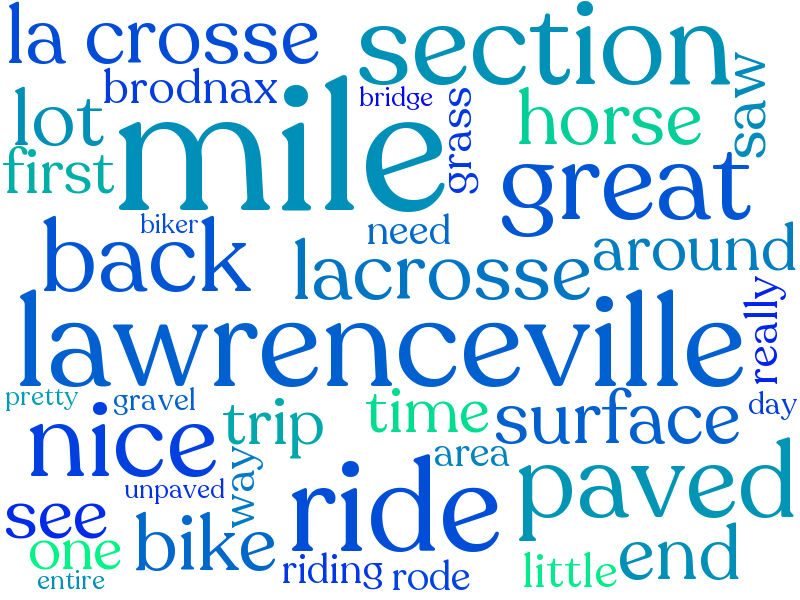 la crosse
section
brodnax
bridge
lot
mile
grass
horse
saw
first
great
biker
need
back
lacrosse
around
lawrenceville
really
pretty
gravel
time
day
nice
trip
surface
area
way
unpaved
ride
paved
see
bike
one
end
entire
riding
rode
little